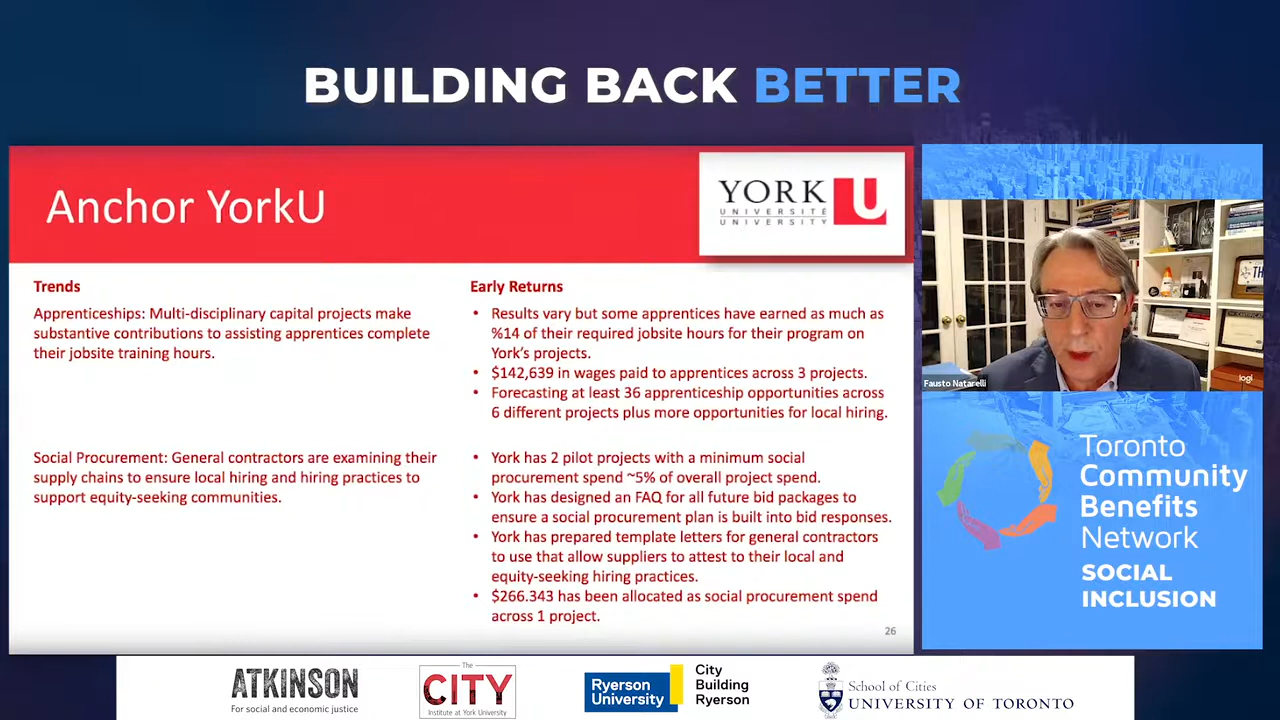 BUILDING BACK BETTER
Anchor YorkU
YORK U
UNIVERSITÉ
UNIVERSITY
Trends
Apprenticeships: Multi-disciplinary capital projects make
substantive contributions to assisting apprentices complete
their jobsite training hours.
Social Procurement: General contractors are examining their
supply chains to ensure local hiring and hiring practices to
support equity-seeking communities.
Early Returns
• Results vary but some apprentices have earned as much as
%14 of their required jobsite hours for their program on
York's projects.
• $142,639 in wages paid to apprentices across 3 projects.
• Forecasting at least 36 apprenticeship opportunities across
6 different projects plus more opportunities for local hiring.
• York has 2 pilot projects with a minimum social
procurement spend ~5% of overall project spend.
• York has designed an FAQ for all future bid packages to
ensure a social procurement plan is built into bid responses.
• York has prepared template letters for general contractors
to use that allow suppliers to attest to their local and
equity-seeking hiring practices.
• $266.343 has been allocated as social procurement spend
across 1 project.
26
Fausto Natarelli
logi
Toronto
Community
Benefits
Network
SOCIAL
INCLUSION
ATKINSON
For social and economic justice
The
CITY
Institute at York University
Ryerson
University
City
Building
Ryerson
School of Cities
UNIVERSITY OF TORONTO